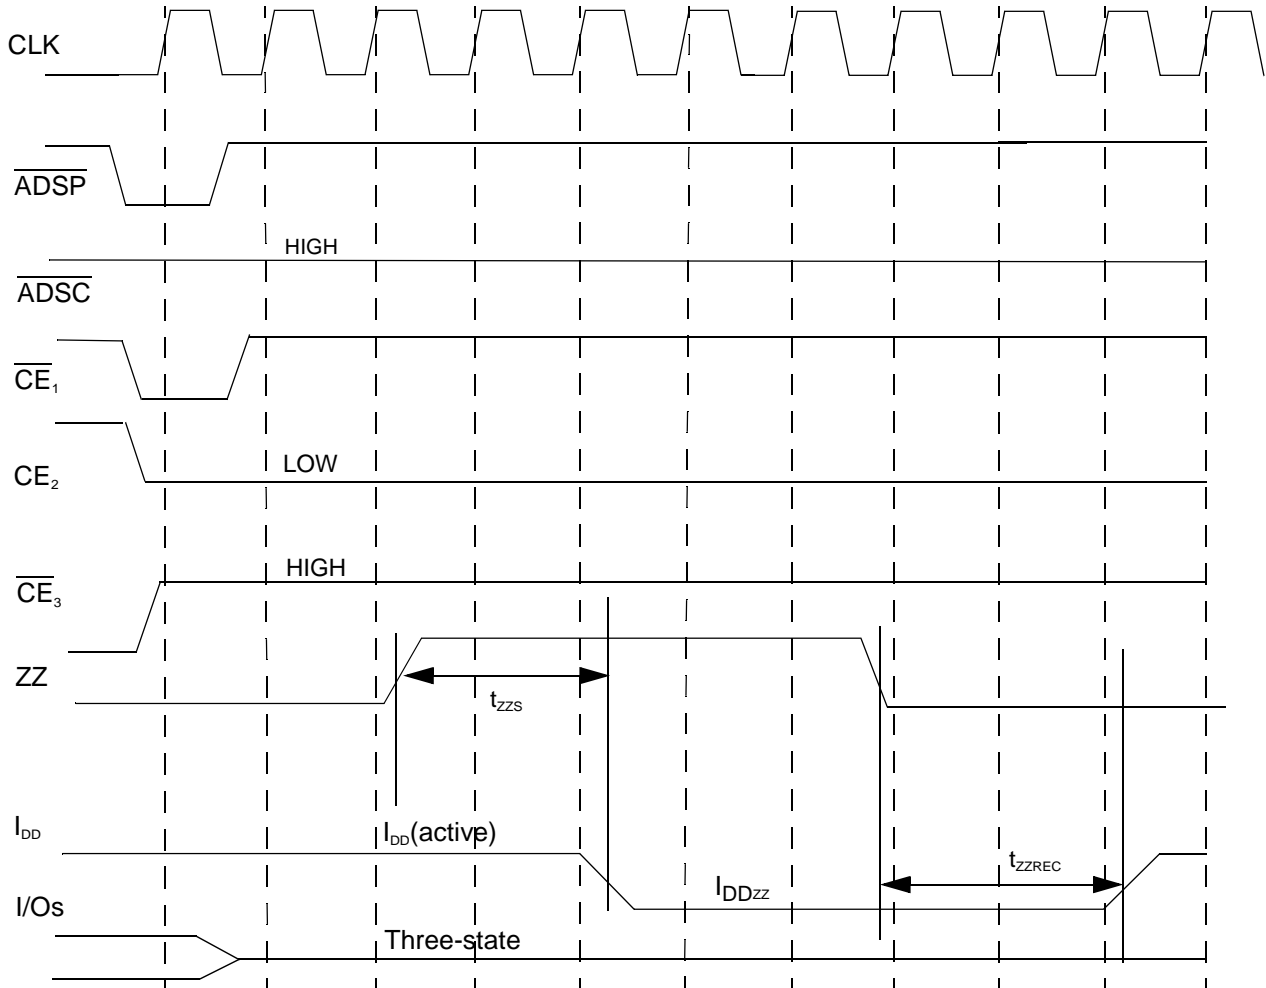 CLK
ADSP
HIGH
ADSC
CE1
LOW
CE2
HIGH
CE3
ZZ
tZZS
IDD
IDD(active)
tZZREC
IDDZZ
I/Os
Three-state